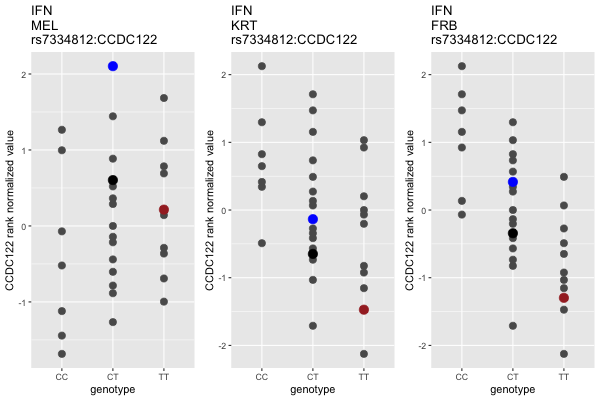 IFN
MEL
rs7334812:CCDC122
CCDC122 rank normalized value
2
1
0
-1
CC
CT
TT
genotype
IFN
KRT
rs7334812:CCDC122
CCDC122 rank normalized value
2
1
0
-1
-2
CC
CT
TT
genotype
IFN
FRB
rs7334812:CCDC122
CCDC122 rank normalized value
2
1
0
-1
-2
CC
CT
TT
genotype